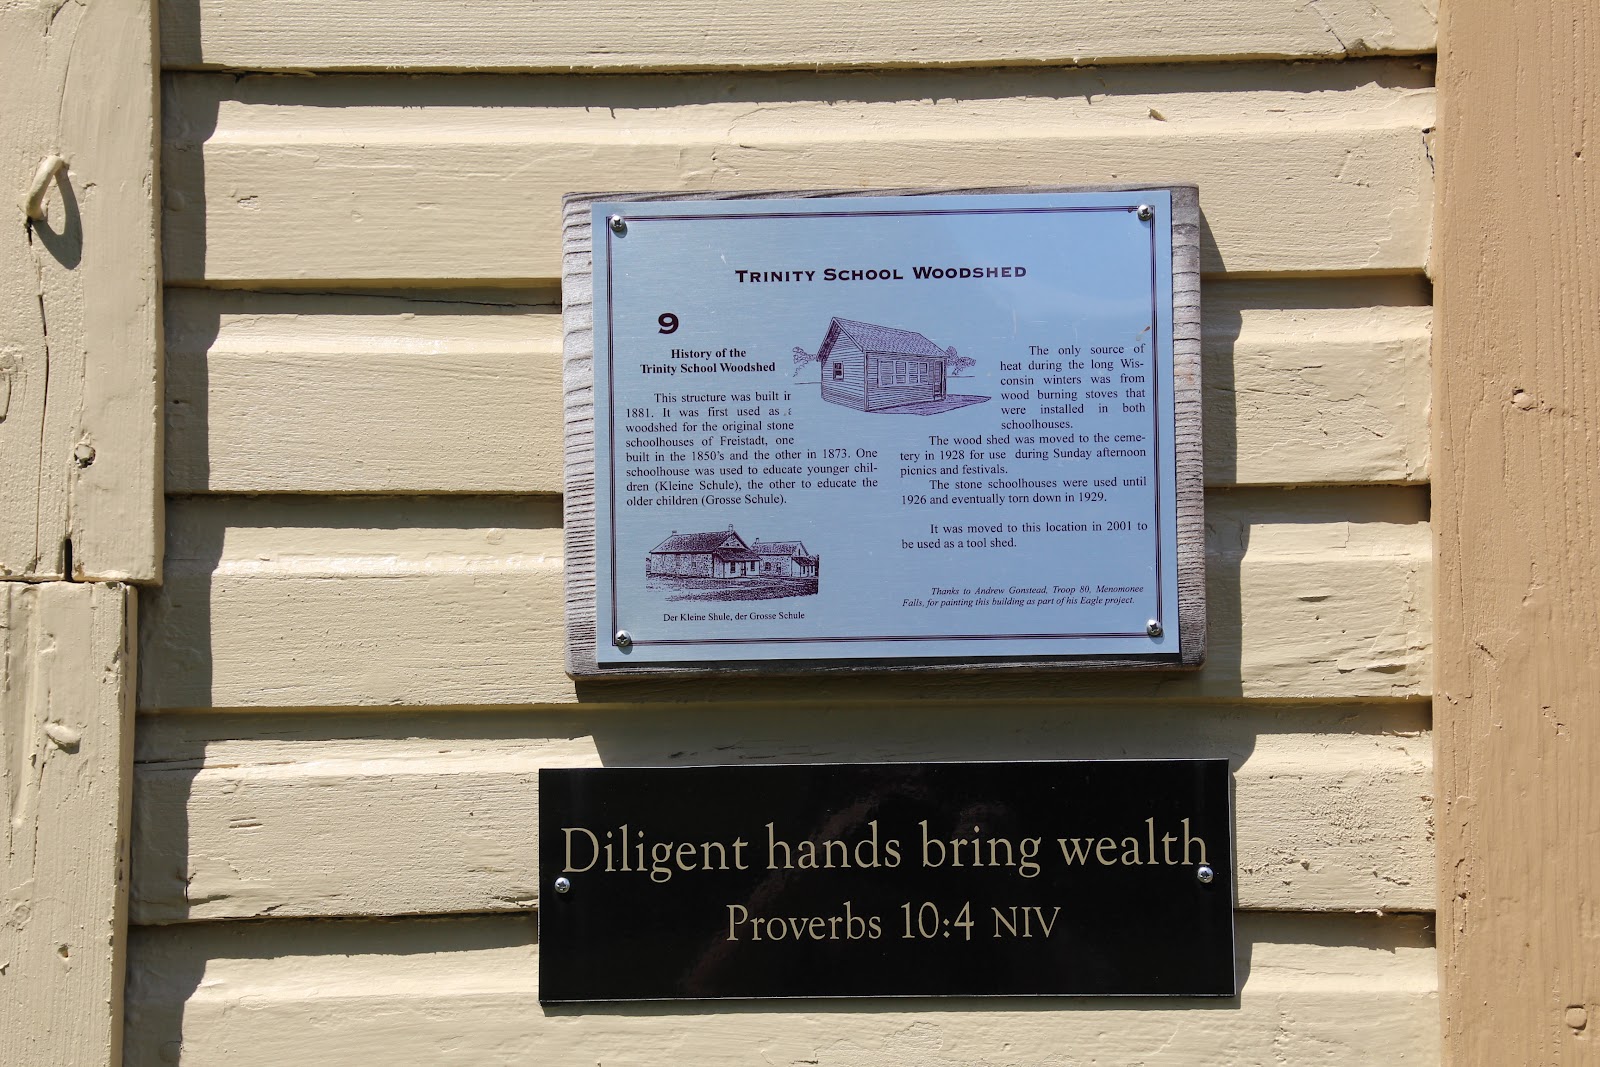 TRINITY SCHOOL WOODSHED
9
History of the
Trinity School Woodshed
This structure was built in
1881. It was first used as a
woodshed for the original stone
schoolhouses of Freistadt, one
built in the 1850's and the other in 1873. One
schoolhouse was used to educate younger chil-
dren (Kleine Schule), the other to educate the
older children (Grosse Schule).
Der Kleine Shule, der Grosse Schule
The only source of
heat during the long Wis-
consin winters was from
wood burning stoves that
were installed in both
schoolhouses.
The wood shed was moved to the ceme-
tery in 1928 for use during Sunday afternoon
picnics and festivals.
The stone schoolhouses were used until
1926 and eventually torn down in 1929.
It was moved to this location in 2001 to
be used as a tool shed.
Thanks to Andrew Gonstead, Troop 80, Menomonee
Falls, for painting this building as part of his Eagle project.
Diligent hands bring wealth
Proverbs 10:4 NIV